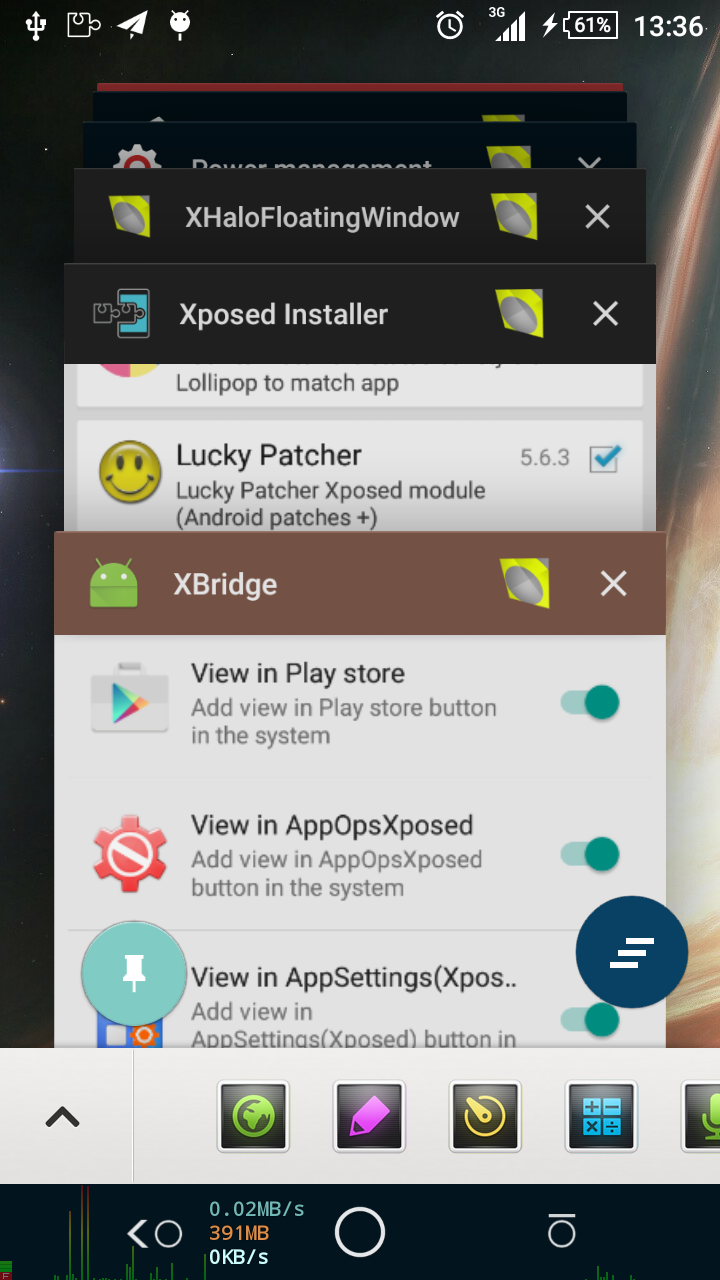 3G
61%
13:36
Power management
XHaloFloatingWindow
Xposed Installer
Lollipop to match app
Lucky Patcher
5.6.3
Lucky Patcher Xposed module
(Android patches +)
XBridge
View in Play store
Add view in Play store button
in the system
View in AppOpsXposed
Add view in AppOpsXposed
button in the system
View in AppSettings(Xpos..
Add view in
AppSettings(Xposed) button in
0.02MB/s
391MB
0KB/s